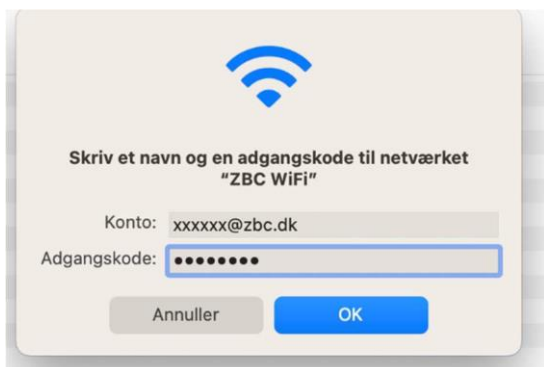 Skriv et navn og en adgangskode til netværket
“ZBC WiFi”
Konto: xxxxxx@zbc.dk
Adgangskode: ••••••••
Annuller OK